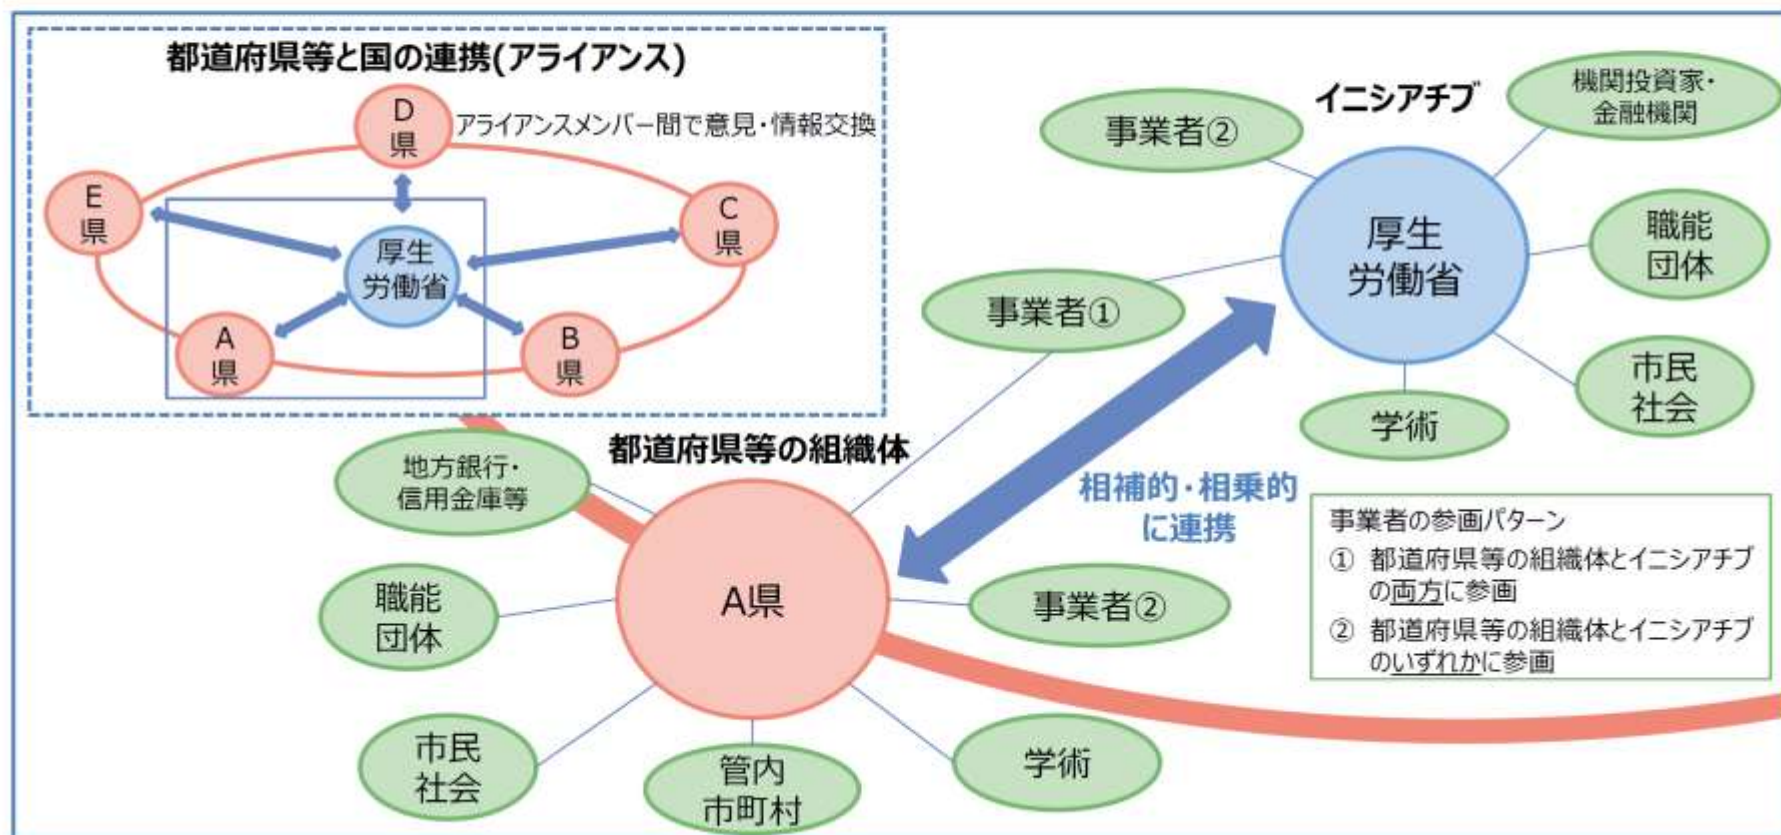 都道府県等と国の連携(アライアンス)
D
県
アライアンスメンバー間で意見・情報交換
E
県
C
県
厚生
労働省
A
県
B
県
イニシアチブ
機関投資家・
金融機関
事業者②
厚生
労働省
職能
団体
事業者①
市民
社会
学術
都道府県等の組織体
地方銀行・
信用金庫等
相補的・相乗的
に連携
事業者の参画パターン
① 都道府県等の組織体とイニシアチブ
の両方に参画
② 都道府県等の組織体とイニシアチブ
のいずれかに参画
A県
職能
団体
事業者②
市民
社会
管内
市町村
学術